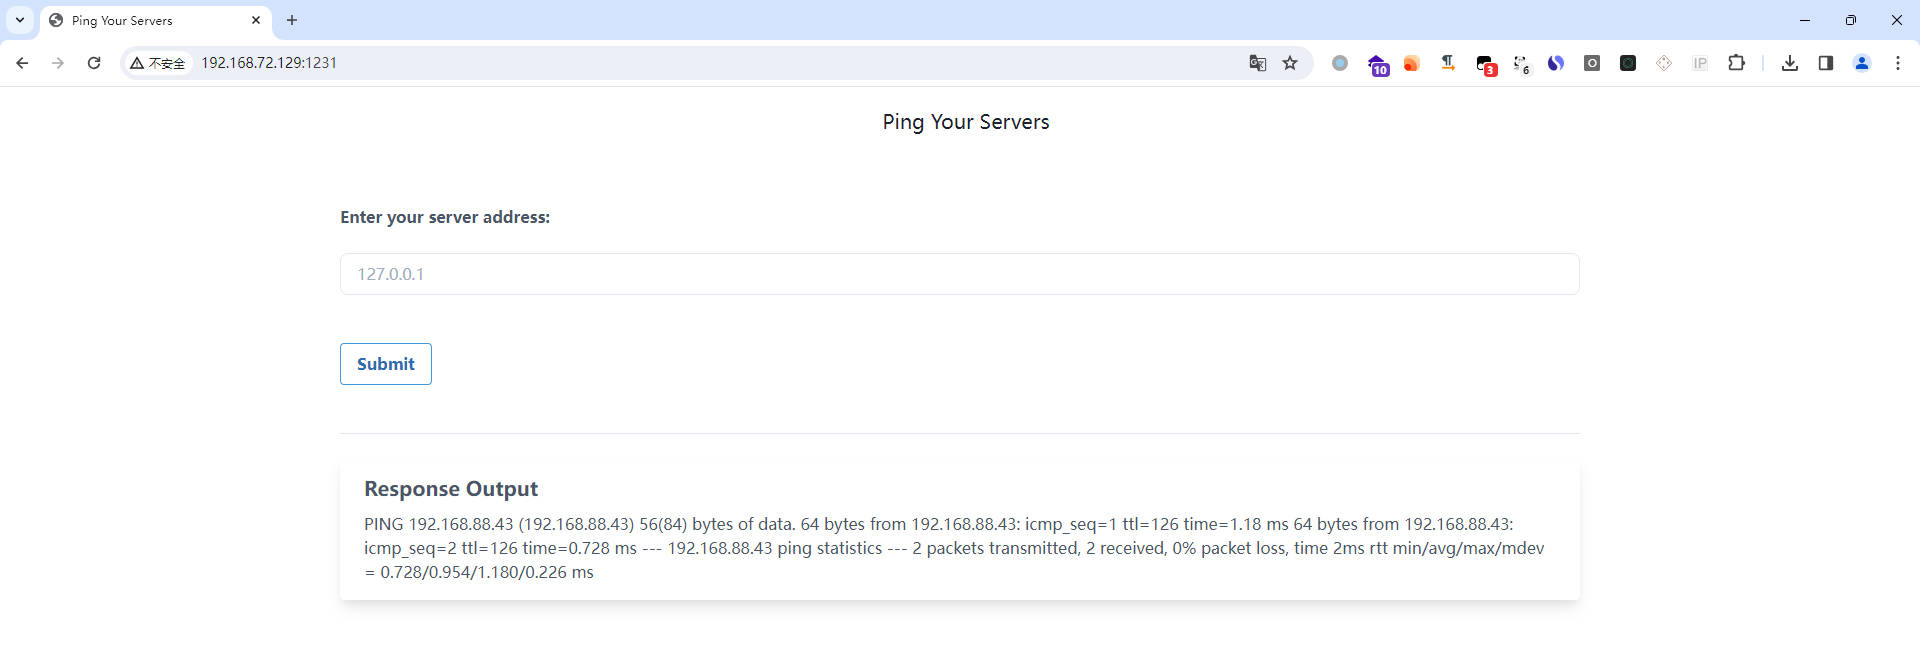 Ping Your Servers
不安全
192.168.72.129:1231
10
3
6
O
IP
Ping Your Servers
Enter your server address:
127.0.0.1
Submit
Response Output
PING 192.168.88.43 (192.168.88.43) 56(84) bytes of data. 64 bytes from 192.168.88.43: icmp_seq=1 ttl=126 time=1.18 ms 64 bytes from 192.168.88.43:
icmp_seq=2 ttl=126 time=0.728 ms --- 192.168.88.43 ping statistics --- 2 packets transmitted, 2 received, 0% packet loss, time 2ms rtt min/avg/max/mdev
= 0.728/0.954/1.180/0.226 ms